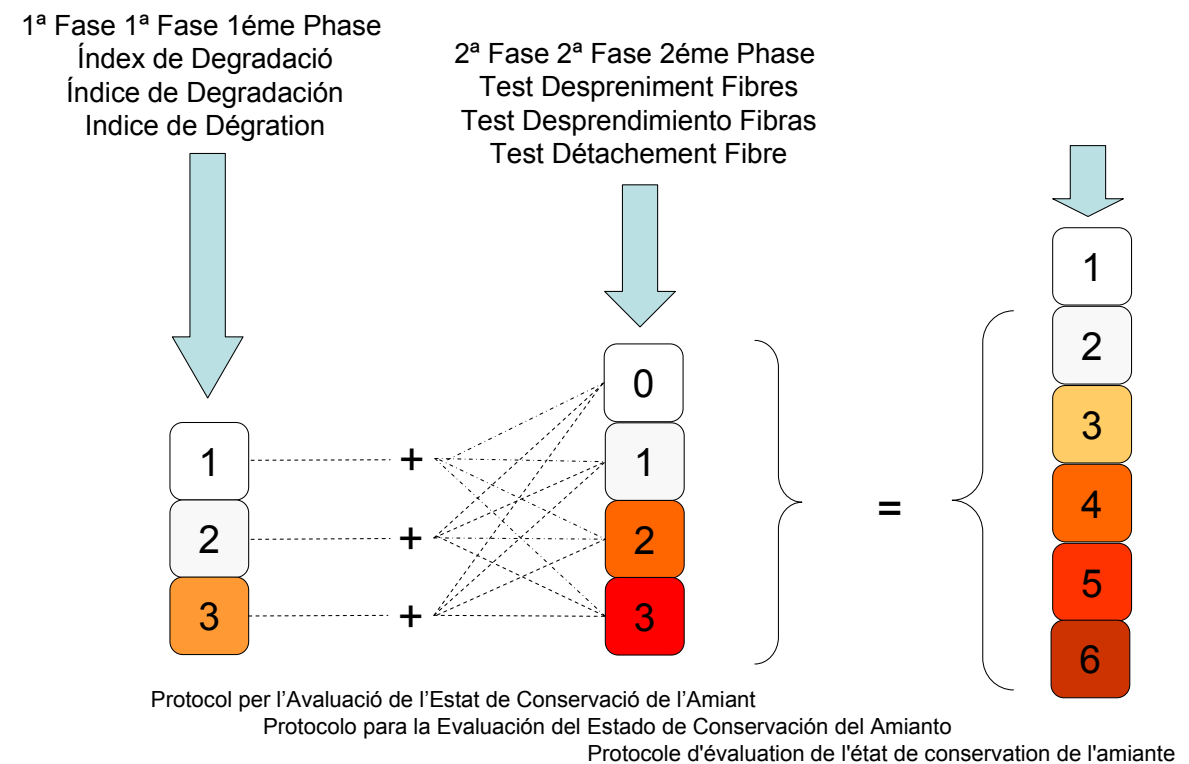 1ª Fase 1ª Fase 1éme Phase
Índex de Degradació
Índice de Degradación
Indice de Dégration
2ª Fase 2ª Fase 2éme Phase
Test Despreniment Fibres
Test Desprendimiento Fibras
Test Détachement Fibre
1
2
3
+
+
+
0
1
2
3
=
1
2
3
4
5
6
Protocol per l’Avaluació de l’Estat de Conservació de l’Amiant
Protocolo para la Evaluación del Estado de Conservación del Amianto
Protocole d'évaluation de l'état de conservation de l'amiante